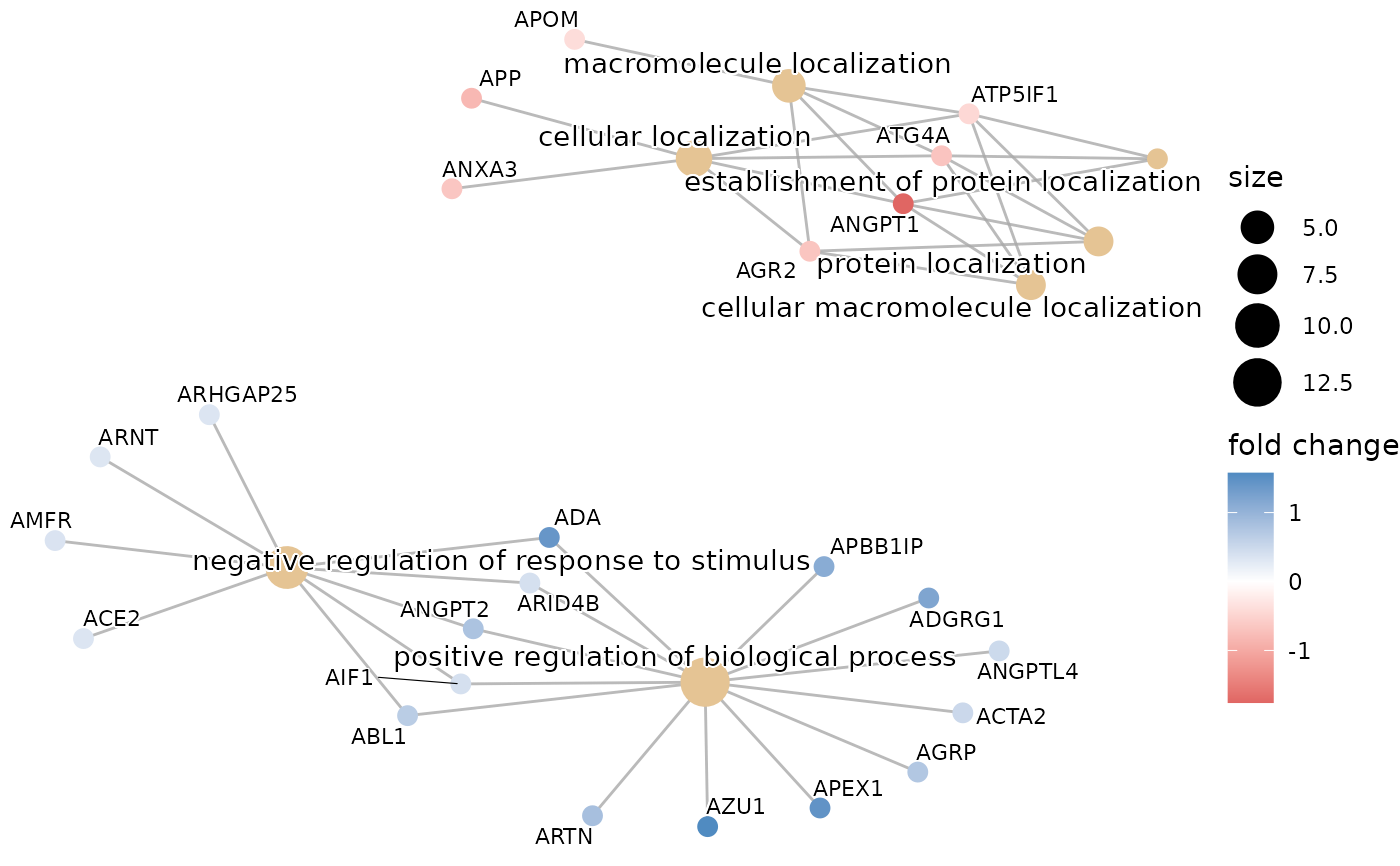 APOM
macromolecule localization
APP
ATP5IF1
cellular localization
ATG4A
ANXA3
establishment of protein localization
ANGPT1
AGR2
protein localization
cellular macromolecule localization
size
5.0
7.5
10.0
12.5
fold change
1
0
-1
ARHGAP25
ARNT
AMFR
ADA
negative regulation of response to stimulus
APBB1IP
ARID4B
ANGPT2
ACE2
ADGRG1
positive regulation of biological process
AIF1
ANGPTL4
ABL1
ACTA2
AGRP
APEX1
AZU1
ARTN